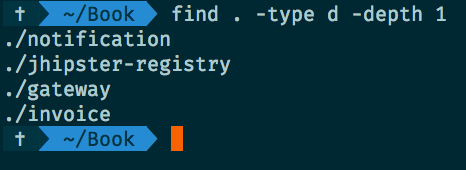 † ~/Book find . -type d -depth 1
./notification
./jhipster-registry
./gateway
./invoice
† ~/Book